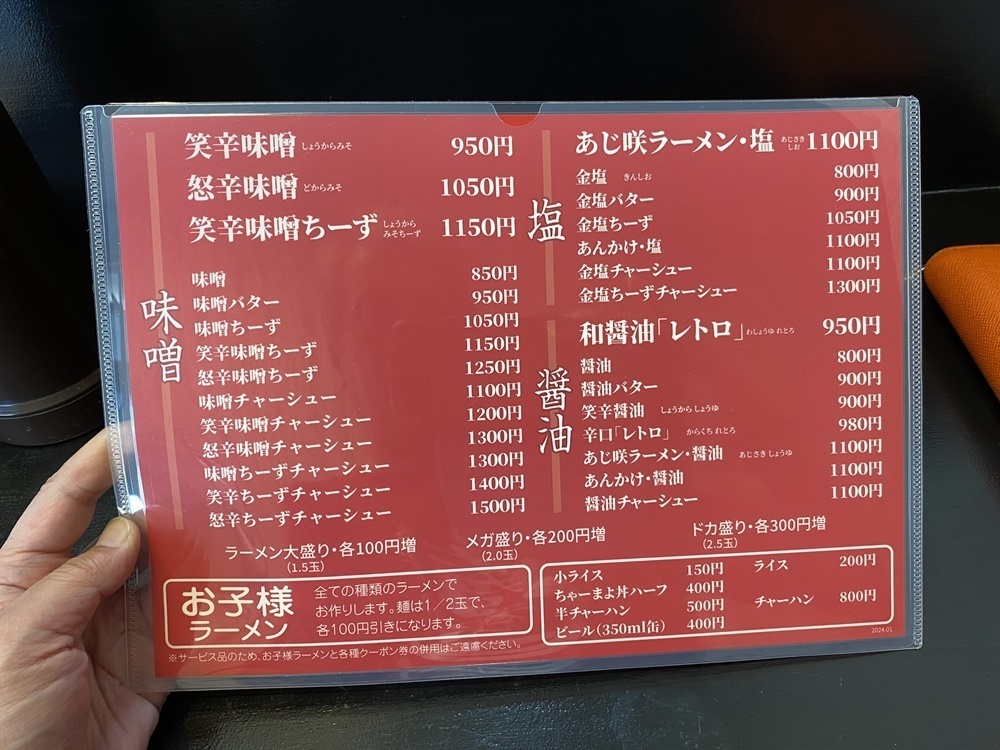 味噌
笑辛味噌 しょうからみそ 950円
怒辛味噌 どからみそ 1050円
笑辛味噌ちーず しょうからみそちーず 1150円
味噌 850円
味噌バター 950円
味噌ちーず 1050円
笑辛味噌ちーず 1150円
怒辛味噌ちーず 1250円
味噌チャーシュー 1100円
笑辛味噌チャーシュー 1200円
怒辛味噌チャーシュー 1300円
味噌ちーずチャーシュー 1300円
笑辛ちーずチャーシュー 1400円
怒辛ちーずチャーシュー 1500円
塩
あじ咲ラーメン・塩 あじさきしお 1100円
金塩 きんしお 800円
金塩バター 900円
金塩ちーず 1050円
あんかけ・塩 1100円
金塩チャーシュー 1100円
金塩ちーずチャーシュー 1300円
醤油
和醤油「レトロ」 わしょうゆ れとろ 950円
醤油 800円
醤油バター 900円
笑辛醤油 しょうから しょうゆ 900円
辛口「レトロ」 からくち れとろ 980円
あじ咲ラーメン・醤油 あじさき しょうゆ 1100円
あんかけ・醤油 1100円
醤油チャーシュー 1100円
ラーメン大盛り・各100円増
(1.5玉)
メガ盛り・各200円増
(2.0玉)
ドカ盛り・各300円増
(2.5玉)
お子様
ラーメン
全ての種類のラーメンで
お作りします。麺は1/2玉で、
各100円引きになります。
※サービス品のため、お子様ラーメンと各種クーポン券の併用はご遠慮ください。
小ライス 150円
ちゃーまよ丼ハーフ 400円
半チャーハン 500円
ビール(350ml缶) 400円
ライス 200円
チャーハン 800円
2024.01